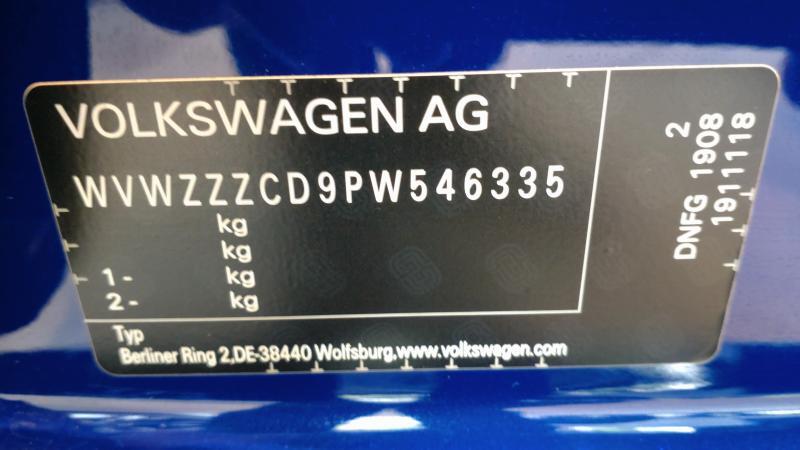 VOLKSWAGEN AG
WVWZZZCD9PW546335
kg
kg
1- kg
2- kg
Typ
Berliner Ring 2,DE-38440 Wolfsburg,www.volkswagen.com
2
DNFG 1908
1911118